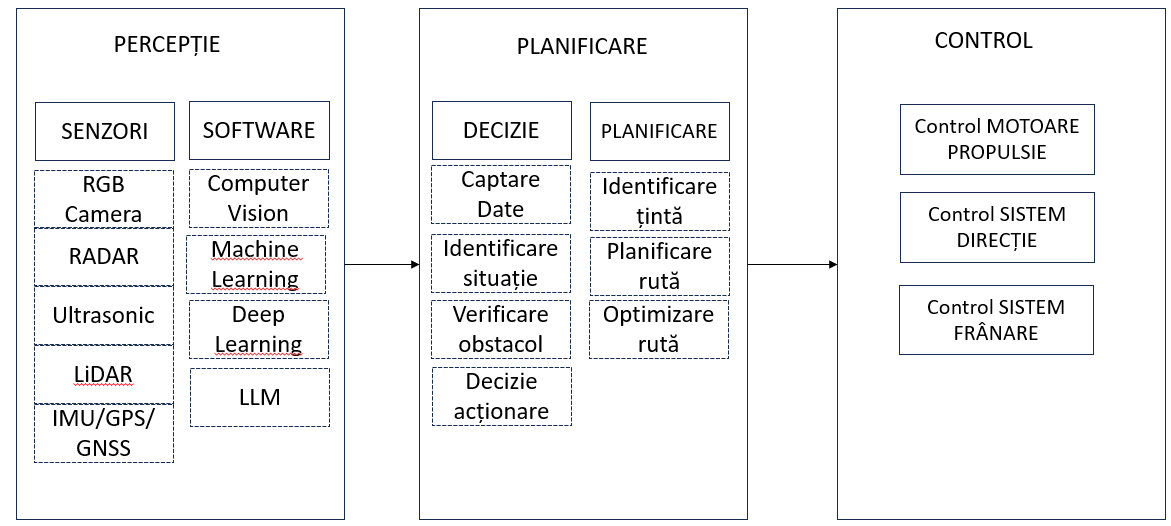 PERCEPȚIE
SENZORI
RGB
Camera
RADAR
Ultrasonic
LiDAR
IMU/GPS/
GNSS
SOFTWARE
Computer
Vision
Machine
Learning
Deep
Learning
LLM
PLANIFICARE
DECIZIE
Captare
Date
Identificare
situație
Verificare
obstacol
Decizie
acționare
PLANIFICARE
Identificare
țintă
Planificare
rută
Optimizare
rută
CONTROL
Control MOTOARE
PROPULSIE
Control SISTEM
DIRECȚIE
Control SISTEM
FRÂNARE